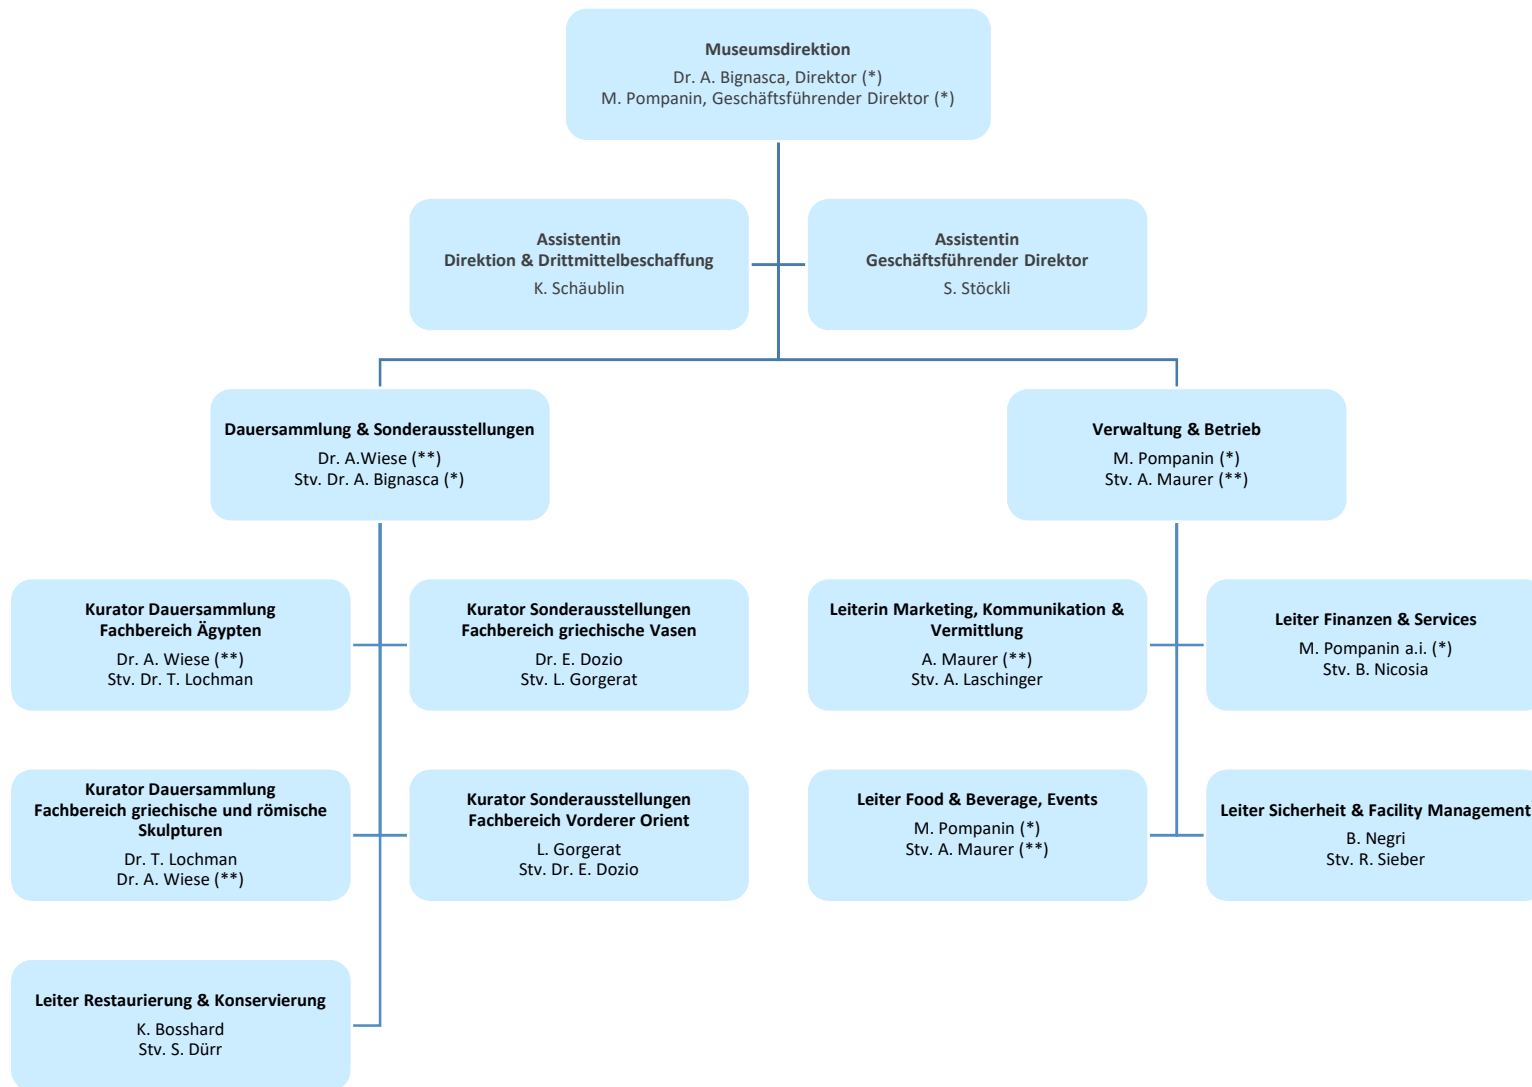 Museumsdirektion
Dr. A. Bignasca, Direktor (*)
M. Pompanin, Geschäftsführender Direktor (*)
Assistentin
Direktion & Drittmittelbeschaffung
K. Schäublin
Assistentin
Geschäftsführender Direktor
S. Stöckli
Dauersammlung & Sonderausstellungen
Dr. A.Wiese (**)
Stv. Dr. A. Bignasca (*)
Verwaltung & Betrieb
M. Pompanin (*)
Stv. A. Maurer (**)
Kurator Dauersammlung
Fachbereich Ägypten
Dr. A. Wiese (**)
Stv. Dr. T. Lochman
Kurator Sonderausstellungen
Fachbereich griechische Vasen
Dr. E. Dozio
Stv. L. Gorgerat
Leiterin Marketing, Kommunikation &
Vermittlung
A. Maurer (**)
Stv. A. Laschinger
Leiter Finanzen & Services
M. Pompanin a.i. (*)
Stv. B. Nicosia
Kurator Dauersammlung
Fachbereich griechische und römische
Skulpturen
Dr. T. Lochman
Dr. A. Wiese (**)
Kurator Sonderausstellungen
Fachbereich Vorderer Orient
L. Gorgerat
Stv. Dr. E. Dozio
Leiter Food & Beverage, Events
M. Pompanin (*)
Stv. A. Maurer (**)
Leiter Sicherheit & Facility Management
B. Negri
Stv. R. Sieber
Leiter Restaurierung & Konservierung
K. Bosshard
Stv. S. Dürr